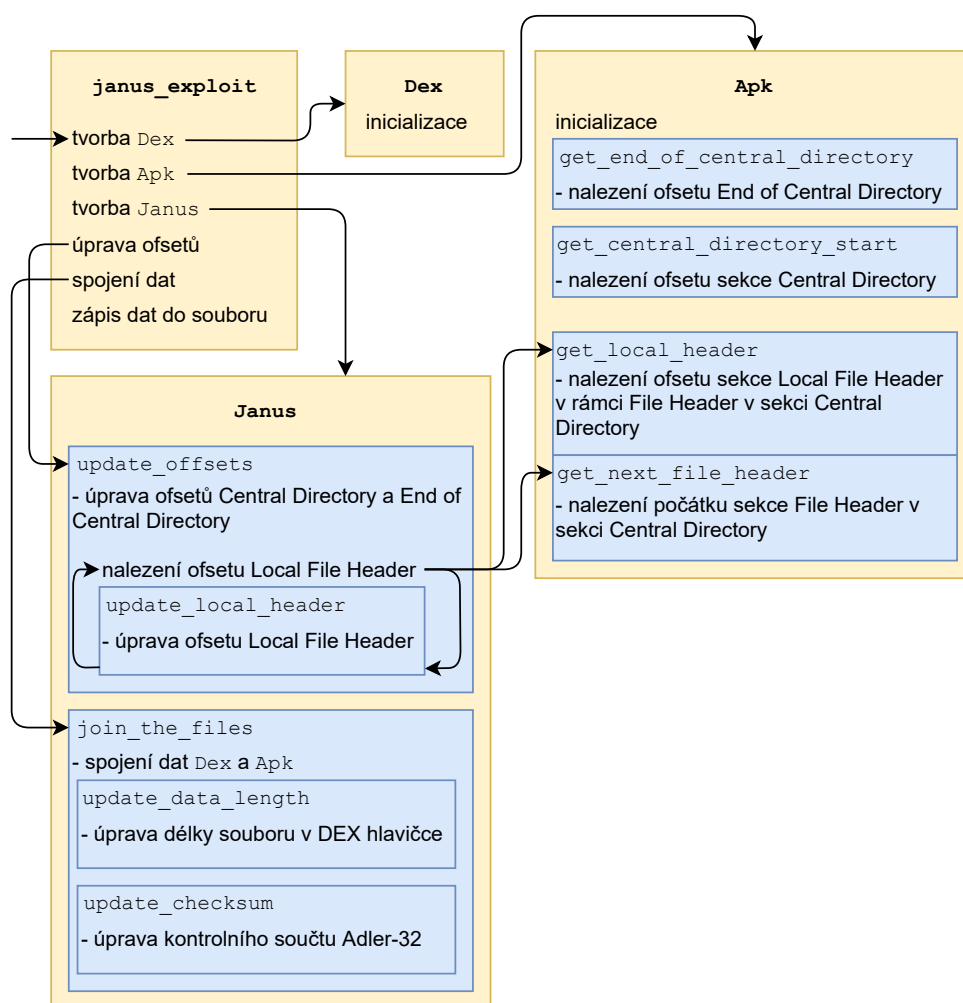 janus_exploit
tvorba Dex
tvorba Apk
tvorba Janus
úprava ofsetů
spojení dat
zápis dat do souboru
Dex
inicializace
Apk
inicializace
get_end_of_central_directory
- nalezení ofsetu End of Central Directory
get_central_directory_start
- nalezení ofsetu sekce Central Directory
get_local_header
- nalezení ofsetu sekce Local File Header
v rámci File Header v sekci Central
Directory
get_next_file_header
- nalezení počátku sekce File Header v
sekci Central Directory
Janus
update_offsets
- úprava ofsetů Central Directory a End of
Central Directory
nalezení ofsetu Local File Header
update_local_header
- úprava ofsetu Local File Header
join_the_files
- spojení dat Dex a Apk
update_data_length
- úprava délky souboru v DEX hlavičce
update_checksum
- úprava kontrolního součtu Adler-32